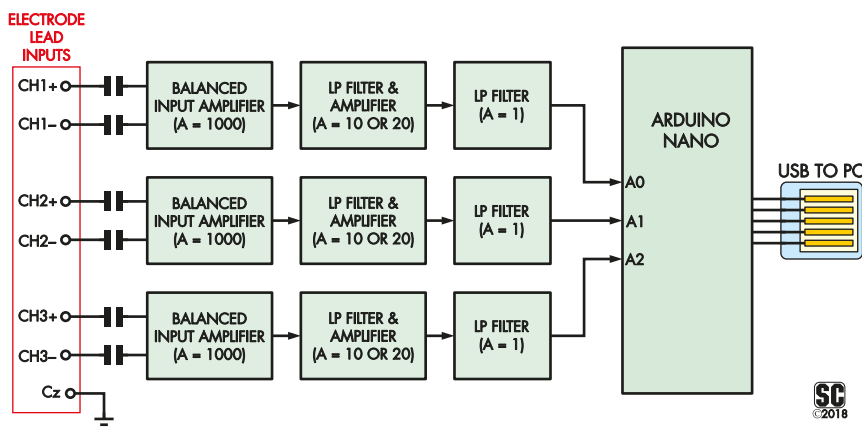 ELECTRODE
LEAD
INPUTS
CH1+
CH1–
CH2+
CH2–
CH3+
CH3–
Cz
BALANCED
INPUT AMPLIFIER
(A = 1000)
LP FILTER &
AMPLIFIER
(A = 10 OR 20)
LP FILTER
(A = 1)
BALANCED
INPUT AMPLIFIER
(A = 1000)
LP FILTER &
AMPLIFIER
(A = 10 OR 20)
LP FILTER
(A = 1)
BALANCED
INPUT AMPLIFIER
(A = 1000)
LP FILTER &
AMPLIFIER
(A = 10 OR 20)
LP FILTER
(A = 1)
ARDUINO
NANO
A0
A1
A2
USB TO PC
SC
©2018